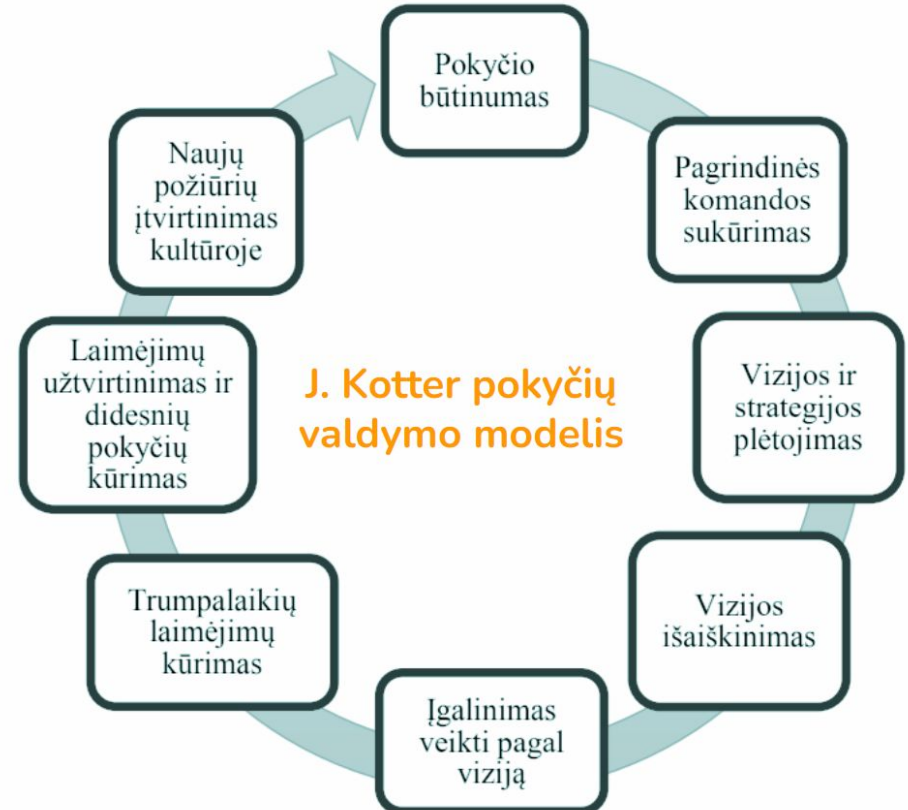 Pokyčio
būtinumas
Pagrindinės
komandos
sukūrimas
Vizijos ir
strategijos
plėtojimas
Vizijos
išaiškinimas
Įgalinimas
veikti pagal
viziją
Trumpalaikių
laimėjimų
kūrimas
Laimėjimų
užtvirtinimas ir
didesnių
pokyčių
kūrimas
Naujų
požiūrių
įtvirtinimas
kultūroje
J. Kotter pokyčių
valdymo modelis